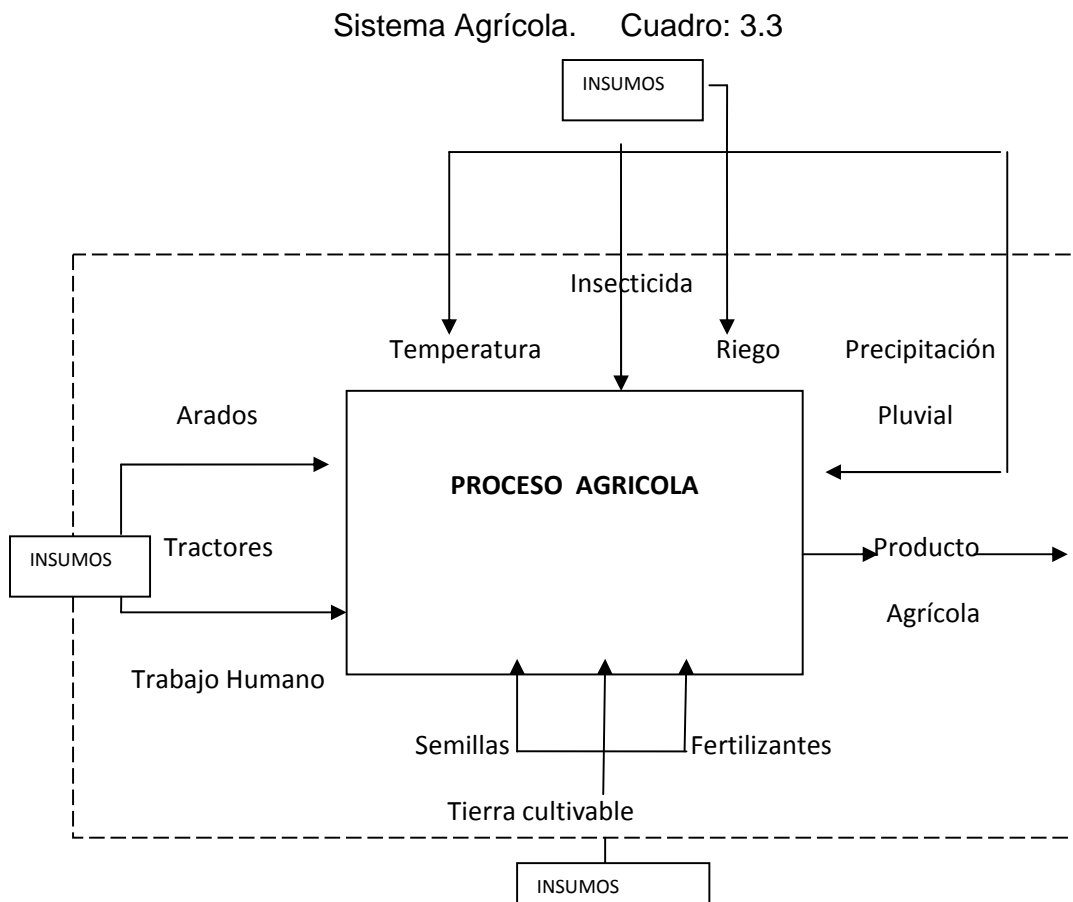 Sistema Agrícola. Cuadro: 3.3
INSUMOS
Insecticida
Temperatura
Riego
Precipitación
Pluvial
Arados
PROCESO AGRICOLA
INSUMOS
Tractores
Producto
Agrícola
Trabajo Humano
Semillas
Fertilizantes
Tierra cultivable
INSUMOS